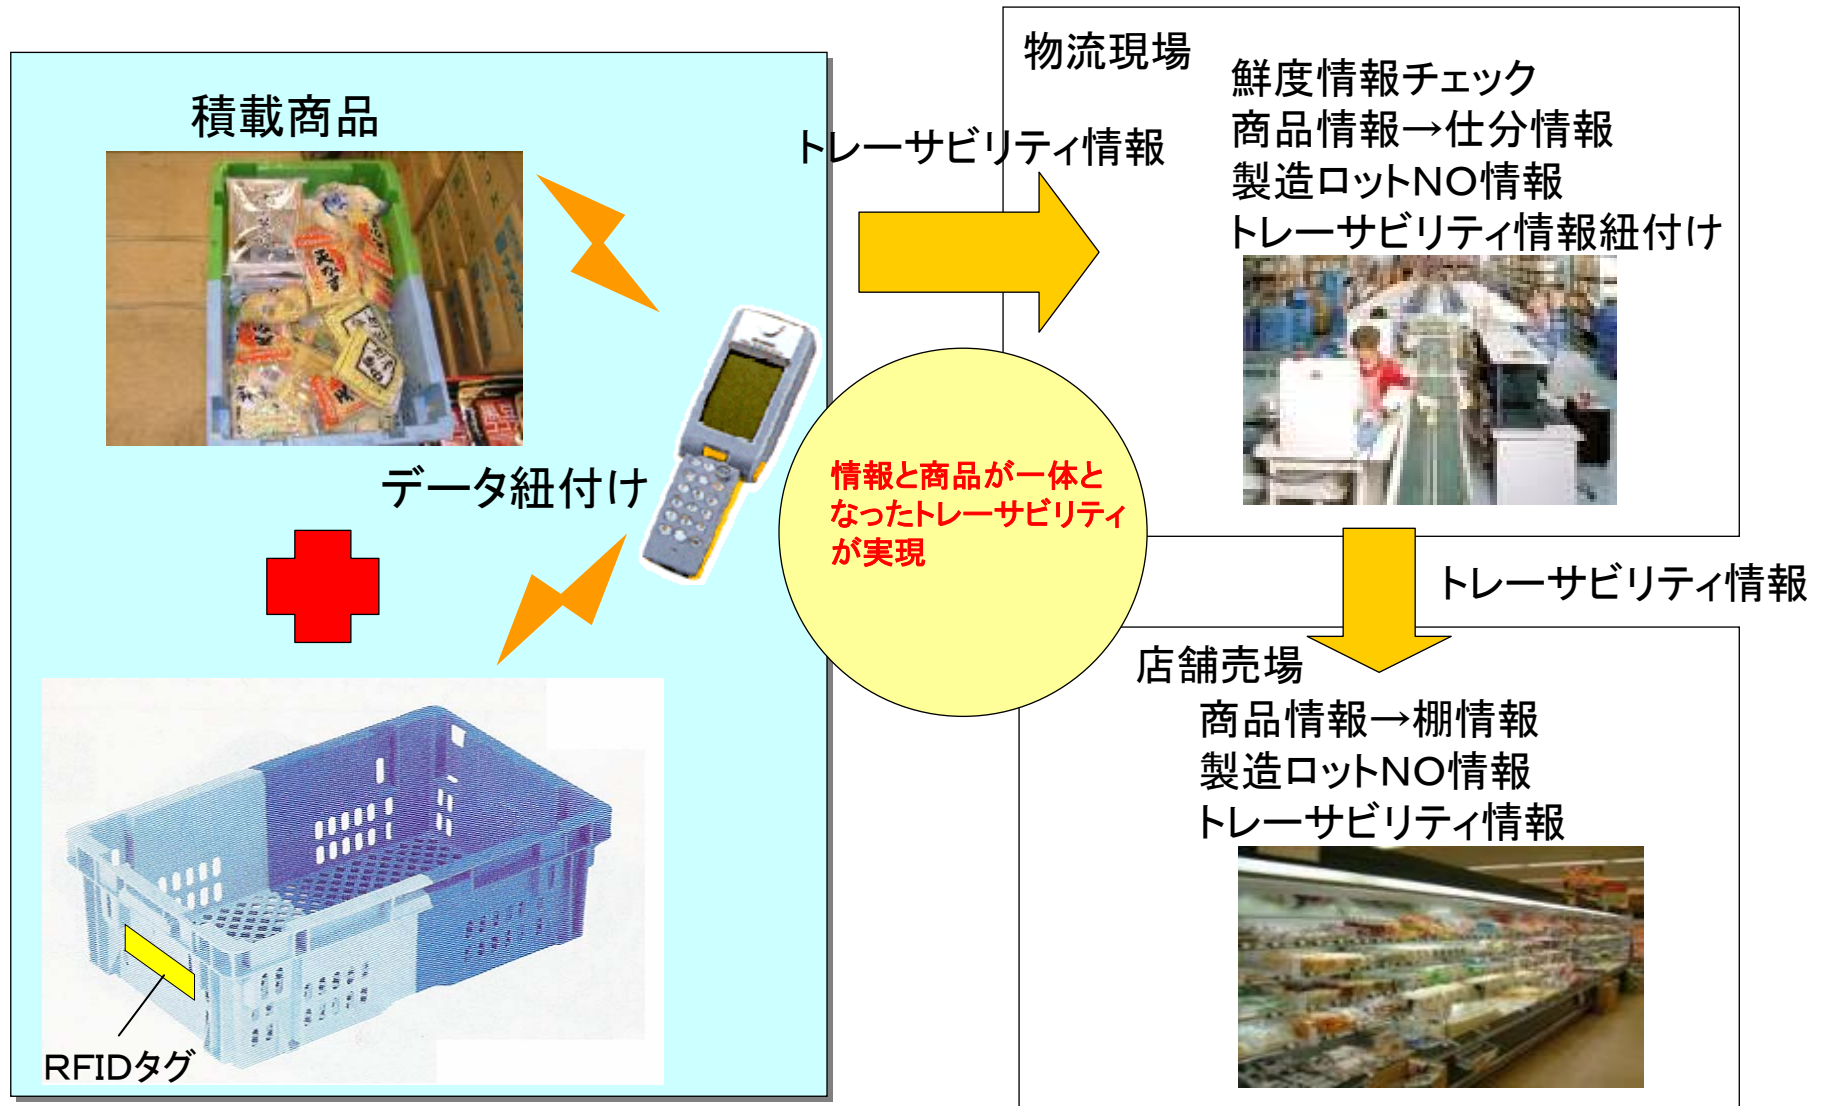 積載商品
データ紐付け
RFIDタグ
トレーサビリティ情報
情報と商品が一体と
なったトレーサビリティ
が実現
物流現場
鮮度情報チェック
商品情報→仕分情報
製造ロットNO情報
トレーサビリティ情報紐付け
トレーサビリティ情報
店舗売場
商品情報→棚情報
製造ロットNO情報
トレーサビリティ情報